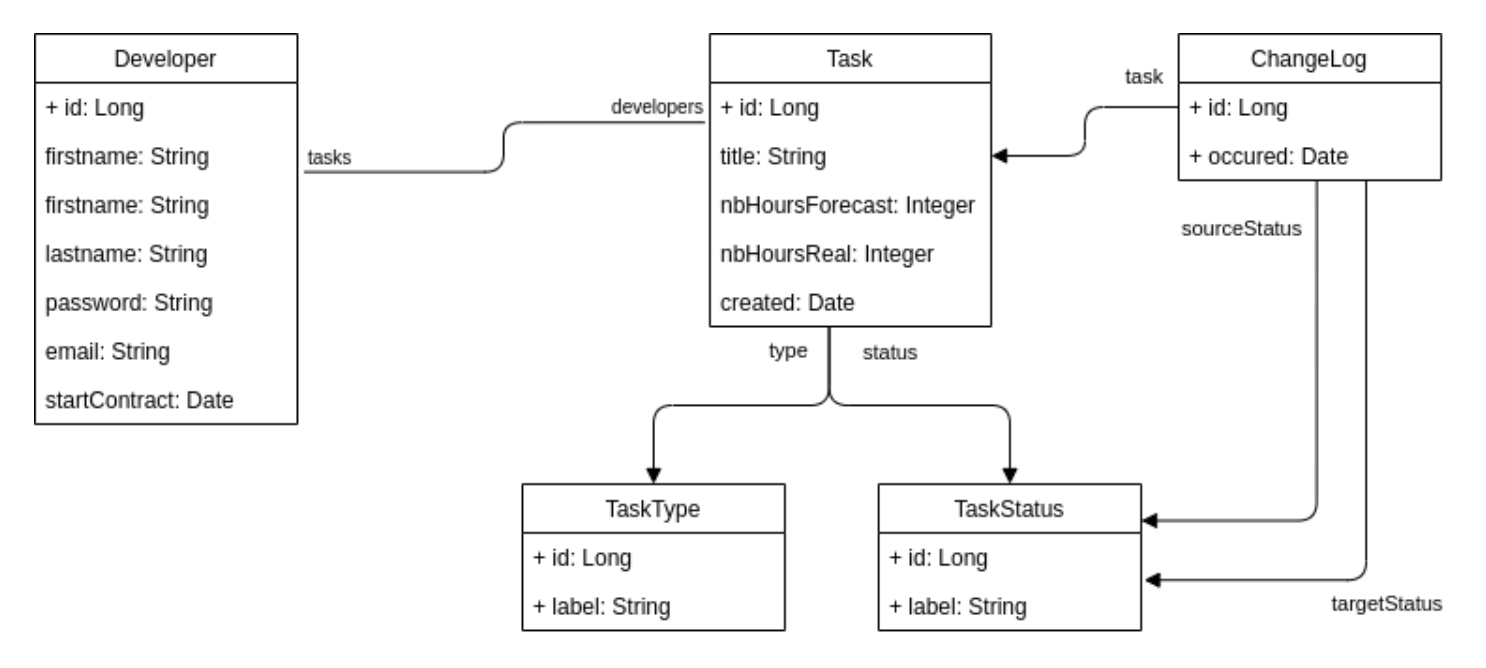 Developer
+ id: Long
firstname: String
firstname: String
lastname: String
password: String
email: String
startContract: Date
tasks
developers
Task
+ id: Long
title: String
nbHoursForecast: Integer
nbHoursReal: Integer
created: Date
task
ChangeLog
+ id: Long
+ occured: Date
sourceStatus
type
status
TaskType
+ id: Long
+ label: String
TaskStatus
+ id: Long
+ label: String
targetStatus